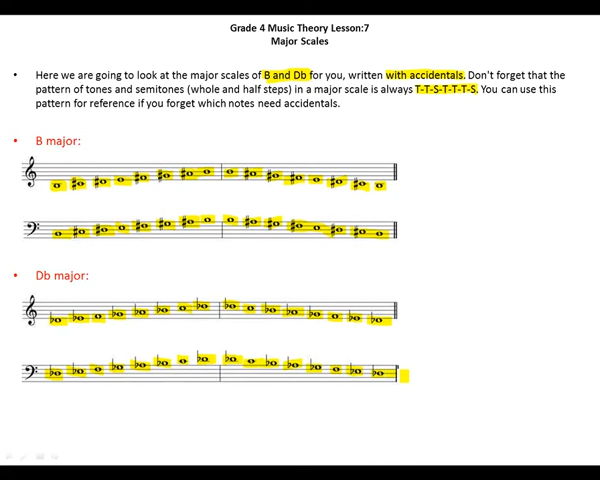 Grade 4 Music Theory Lesson:7
Major Scales
• Here we are going to look at the major scales of B and Db for you, written with accidentals. Don't forget that the
pattern of tones and semitones (whole and half steps) in a major scale is always T-T-S-T-T-T-S. You can use this
pattern for reference if you forget which notes need accidentals.
• B major:
• Db major: